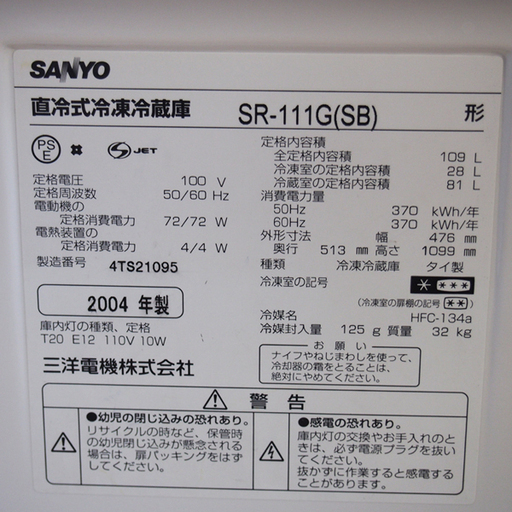 SANYO
直冷式冷凍冷蔵庫 SR-111G(SB) 形
PS E JET
定格電圧 100 V
定格周波数 50/60 Hz
電動機の
定格消費電力 72/72 W
電熱装置の
定格消費電力 4/4 W
製造番号 4TS21095
2004 年製
庫内灯の種類、定格
T20 E12 110V 10W
三洋電機株式会社
定格内容積
全定格内容積 109 L
冷凍室の定格内容積 28 L
冷蔵室の定格内容積 81 L
消費電力量
50Hz 370 kWh/年
60Hz 370 kWh/年
外形寸法 幅 476 mm
奥行 513 mm 高さ 1099 mm
種類 冷凍冷蔵庫 タイ製
冷凍室の記号 * ***
(冷凍室の扉棚の記号 **)
冷媒名 HFC-134a
冷媒封入量 125 g 質量 32 kg
お願い
ナイフやねじまわしを使って、
冷却器の霜をとることは、
絶対にやめてください。
警告
●幼児の閉じ込みの恐れあり。
リサイクルの時など、保管時
の幼児閉じ込みが懸念される
場合は、扉パッキングをはず
してください。
●感電の恐れあり。
庫内灯の交換やお手入れのと
きは、必ず電源プラグを抜い
てください。
抜かずに作業すると感電する
ことがあります。